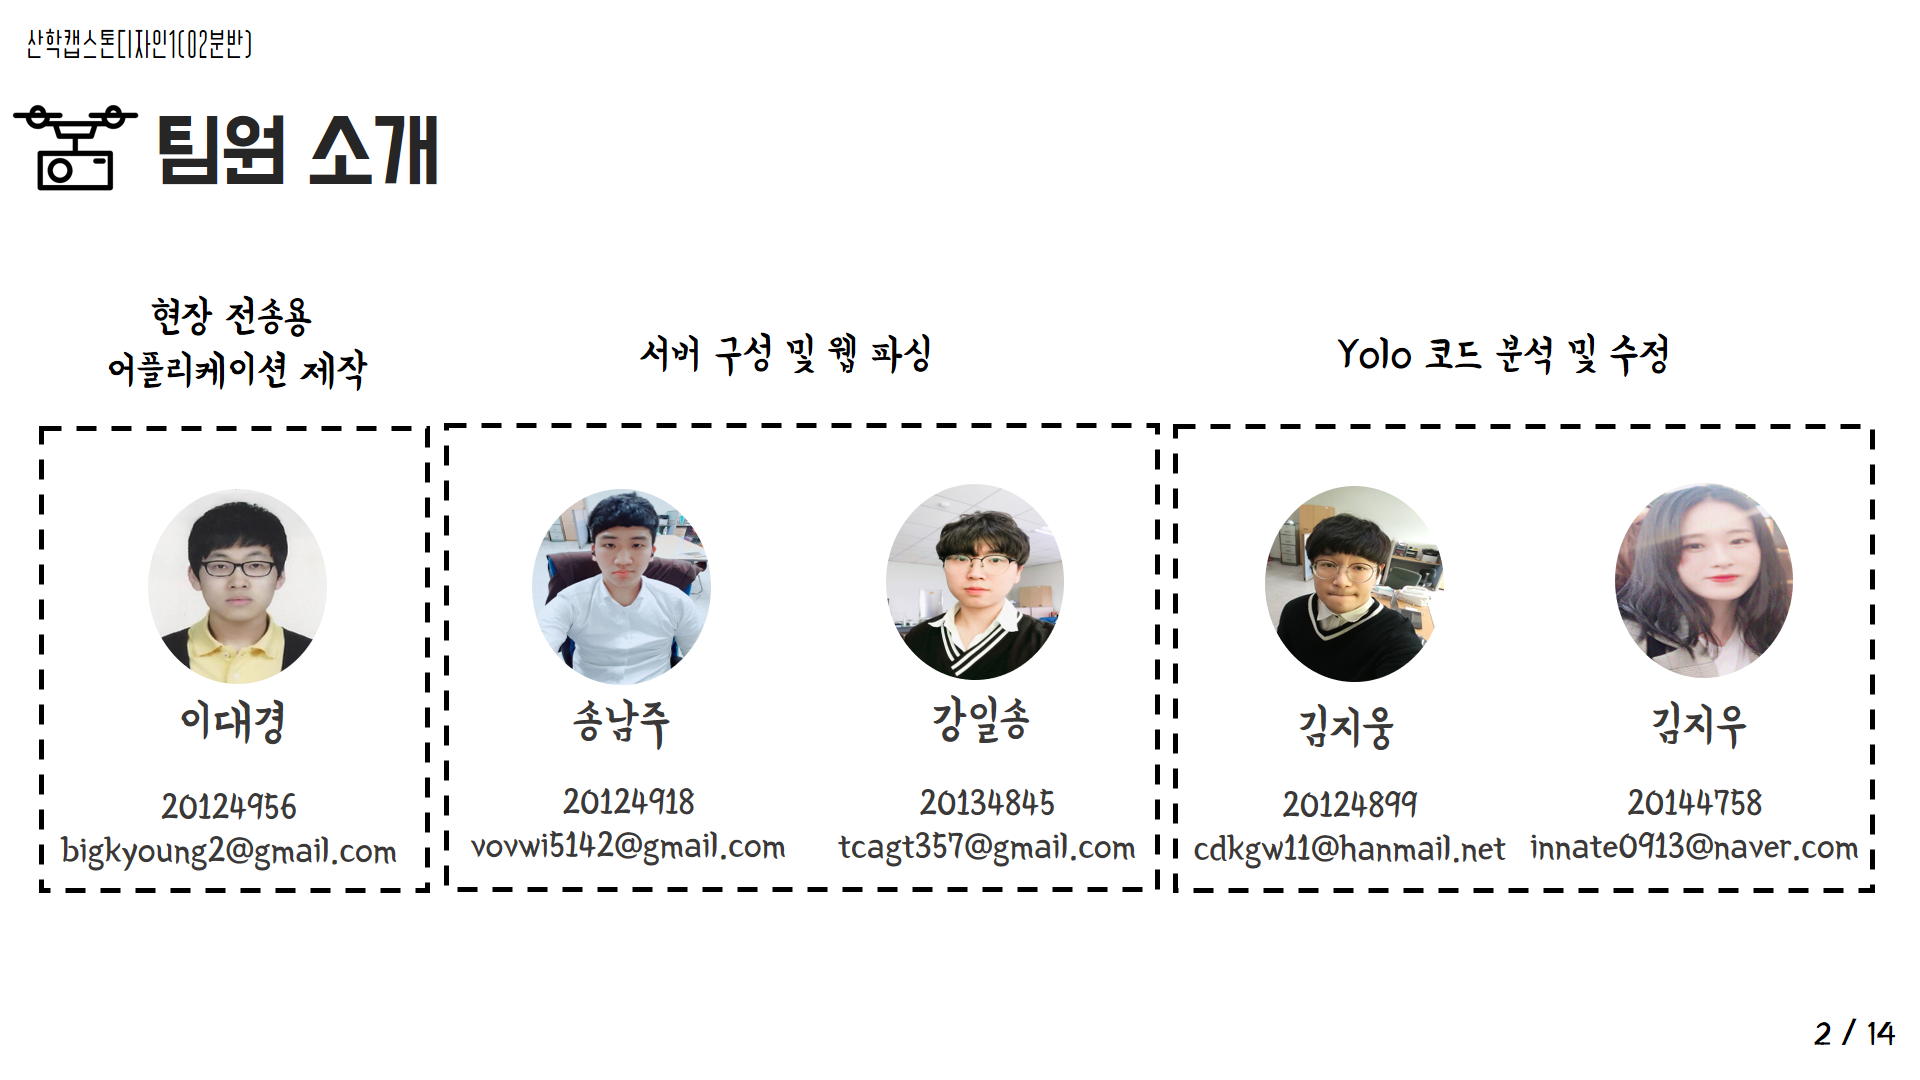 산학캡스톤디자인1(02분반)
팀원 소개
현장 전송용
어플리케이션 제작
서버 구성 및 웹 파싱
Yolo 코드 분석 및 수정
이대경
20124956
bigkyoung2@gmail.com
송남주
20124918
vovwi5142@gmail.com
강일송
20134845
tcagt357@gmail.com
김지웅
20124899
cdkgw11@hanmail.net
김지우
20144758
innate0913@naver.com
2 / 14